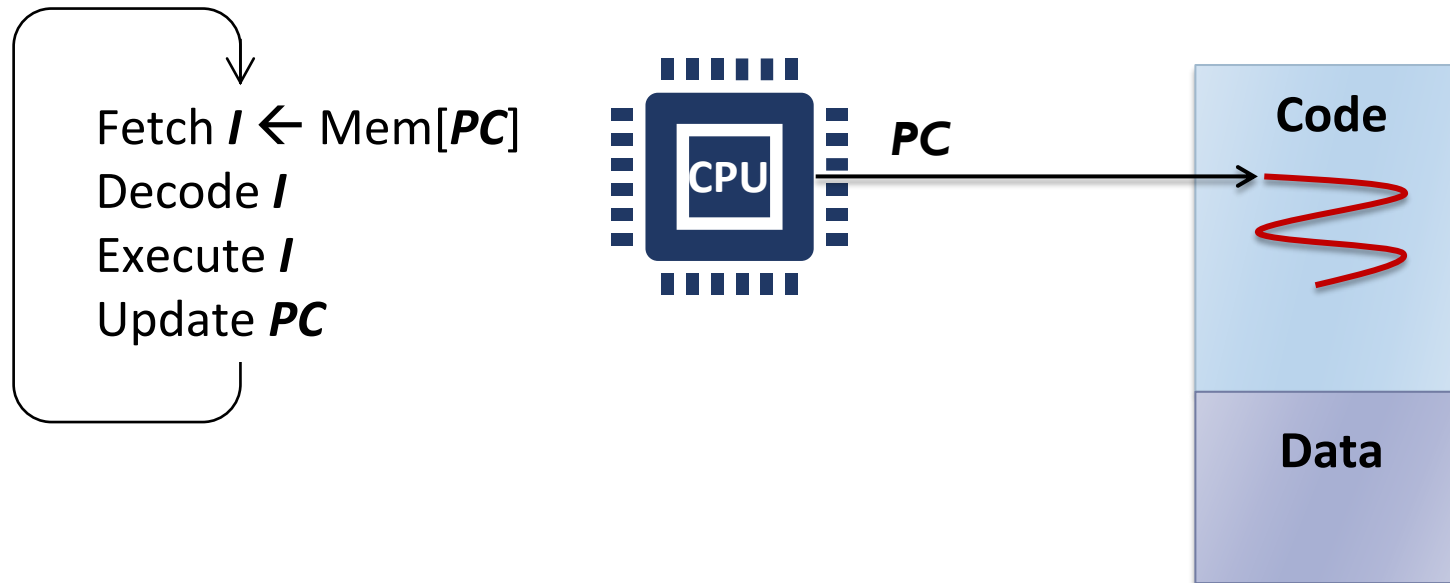 Fetch I ← Mem[PC]
Decode I
Execute I
Update PC
CPU
PC
Code
Data